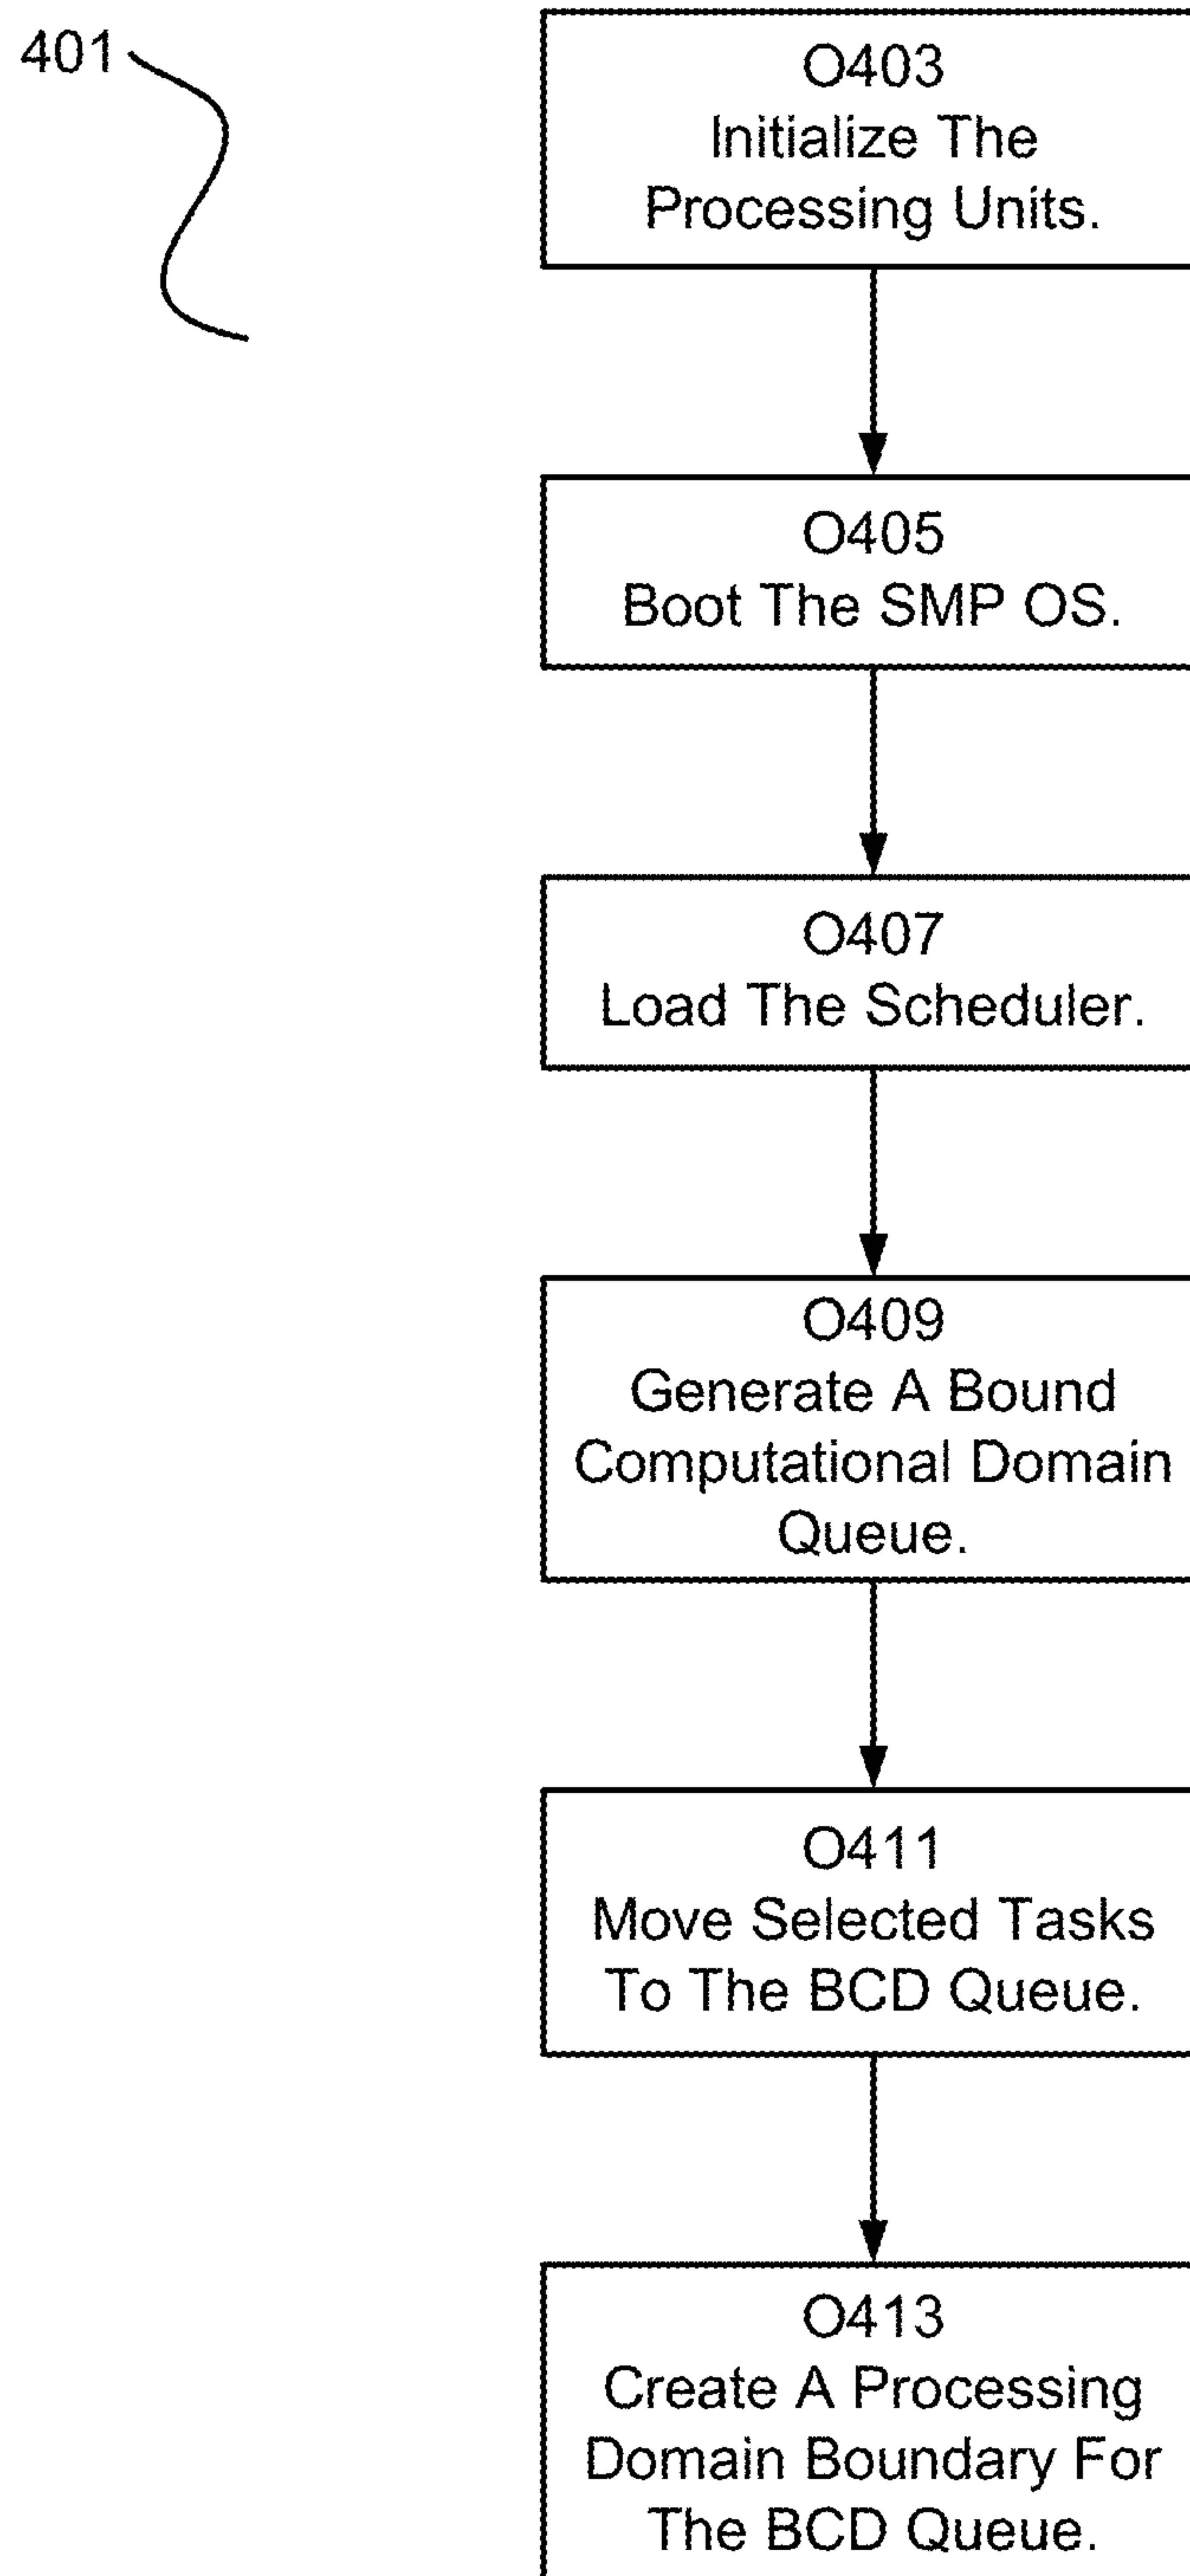 401
O403
Initialize The
Processing Units.
O405
Boot The SMP OS.
O407
Load The Scheduler.
O409
Generate A Bound
Computational Domain
Queue.
O411
Move Selected Tasks
To The BCD Queue.
O413
Create A Processing
Domain Boundary For
The BCD Queue.